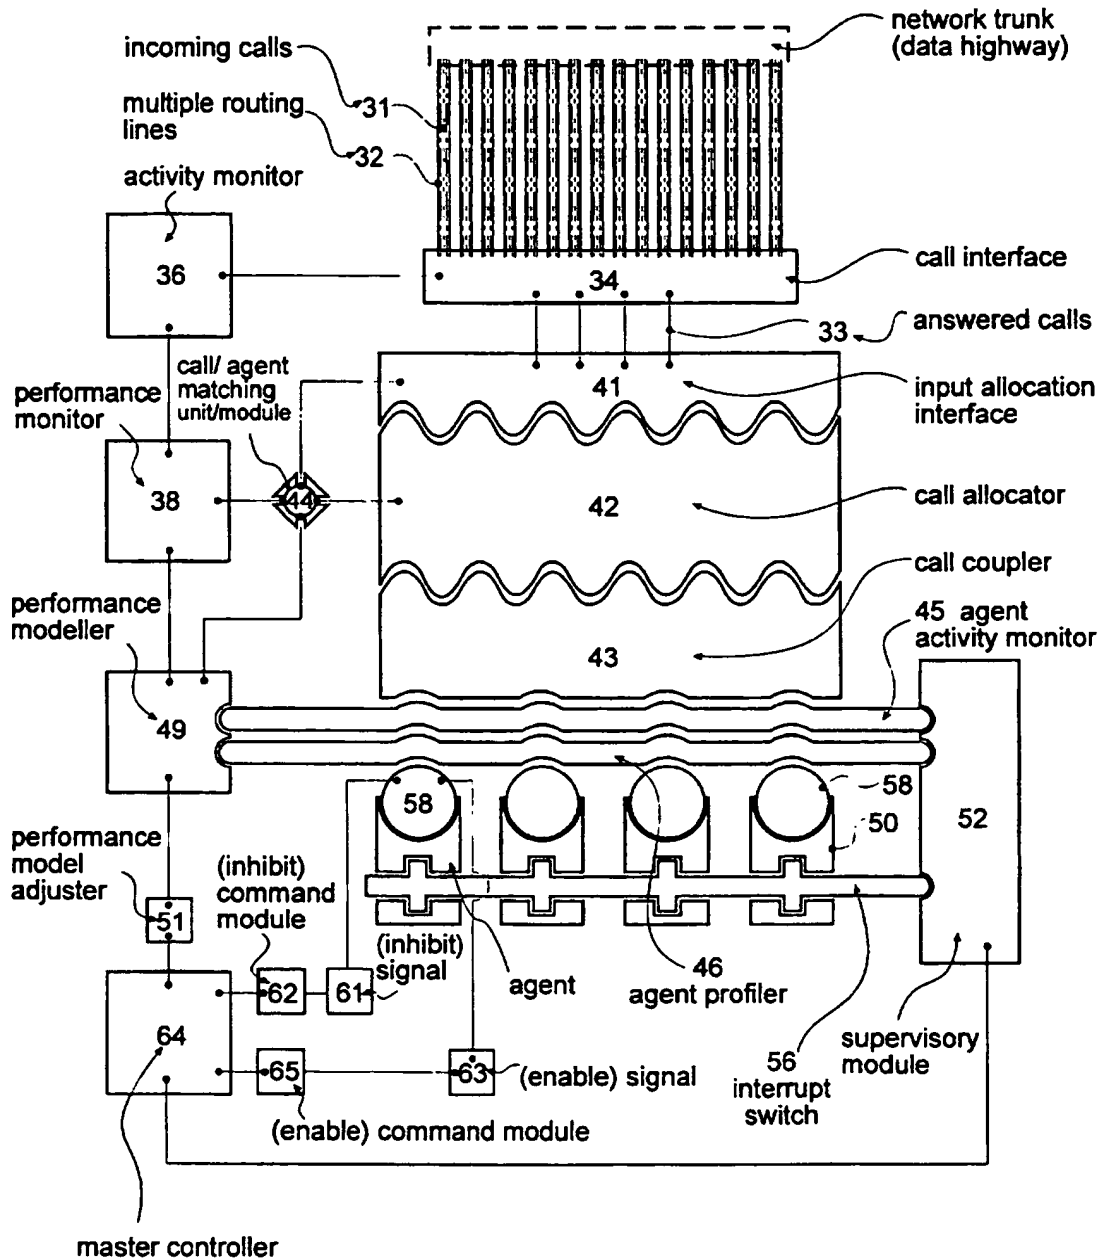 network trunk
(data highway)
incoming calls
31
multiple routing
lines
32
activity monitor
36
34
call interface
33
answered calls
call/ agent
matching
unit/module
41
input allocation
interface
performance
monitor
38
44
42
call allocator
call coupler
performance
modeller
43
45 agent
activity monitor
49
58
58
50
52
performance
model
adjuster
(inhibit)
command
module
51
(inhibit)
signal
46
agent profiler
agent
62
61
64
supervisory
module
56
interrupt
switch
65
63
(enable) signal
(enable) command module
master controller